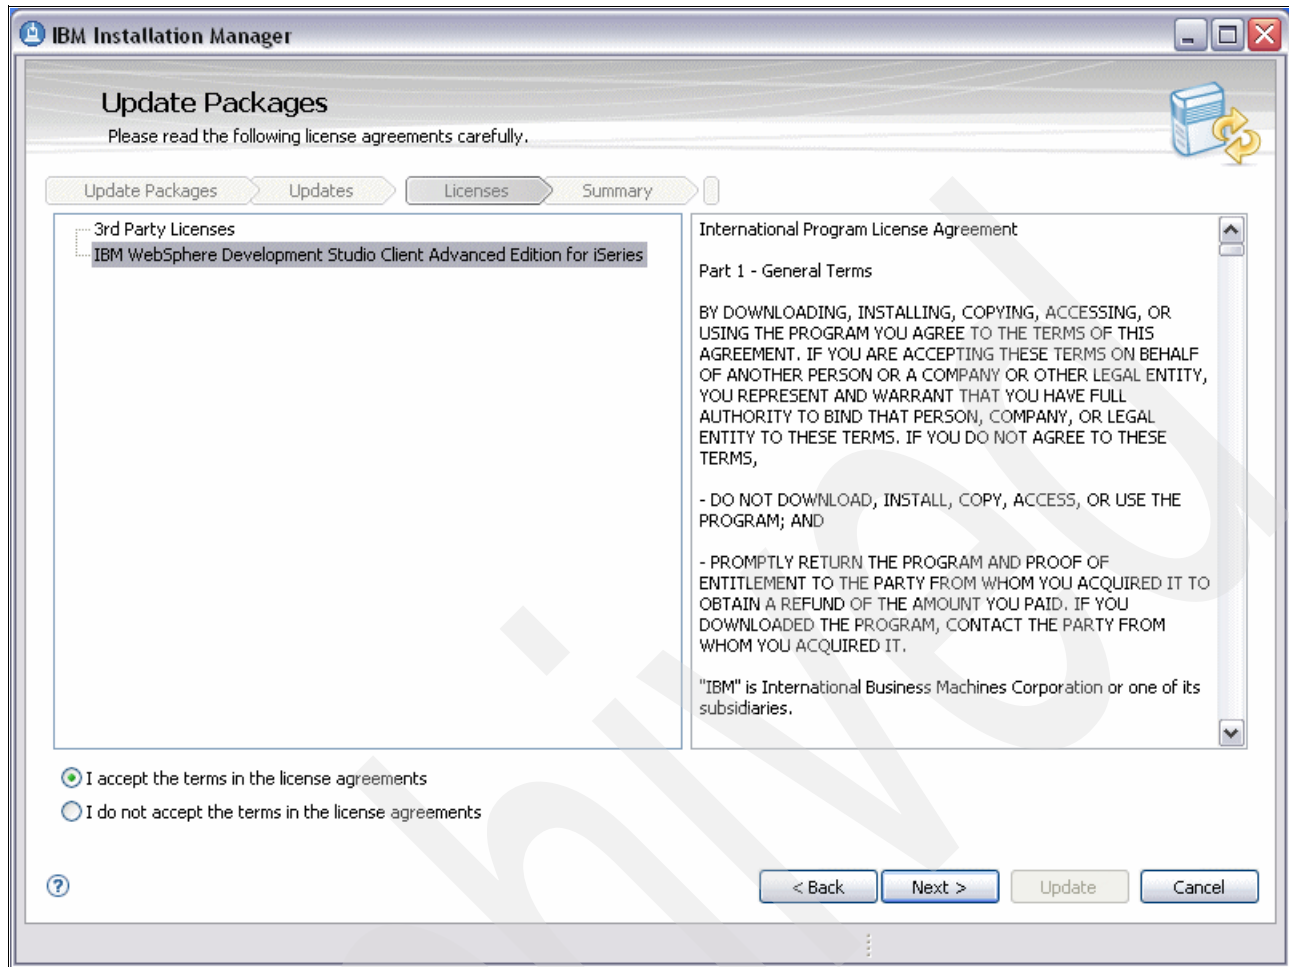 IBM Installation Manager
Update Packages
Please read the following license agreements carefully.
Update Packages
Updates
Licenses
Summary
3rd Party Licenses
IBM WebSphere Development Studio Client Advanced Edition for iSeries
International Program License Agreement
Part 1 - General Terms
BY DOWNLOADING, INSTALLING, COPYING, ACCESSING, OR
USING THE PROGRAM YOU AGREE TO THE TERMS OF THIS
AGREEMENT. IF YOU ARE ACCEPTING THESE TERMS ON BEHALF
OF ANOTHER PERSON OR A COMPANY OR OTHER LEGAL ENTITY,
YOU REPRESENT AND WARRANT THAT YOU HAVE FULL
AUTHORITY TO BIND THAT PERSON, COMPANY, OR LEGAL
ENTITY TO THESE TERMS. IF YOU DO NOT AGREE TO THESE
TERMS,
- DO NOT DOWNLOAD, INSTALL, COPY, ACCESS, OR USE THE
PROGRAM; AND
- PROMPTLY RETURN THE PROGRAM AND PROOF OF
ENTITLEMENT TO THE PARTY FROM WHOM YOU ACQUIRED IT TO
OBTAIN A REFUND OF THE AMOUNT YOU PAID. IF YOU
DOWNLOADED THE PROGRAM, CONTACT THE PARTY FROM
WHOM YOU ACQUIRED IT.
"IBM" is International Business Machines Corporation or one of its
subsidiaries.
I accept the terms in the license agreements
I do not accept the terms in the license agreements
?
< Back
Next >
Update
Cancel